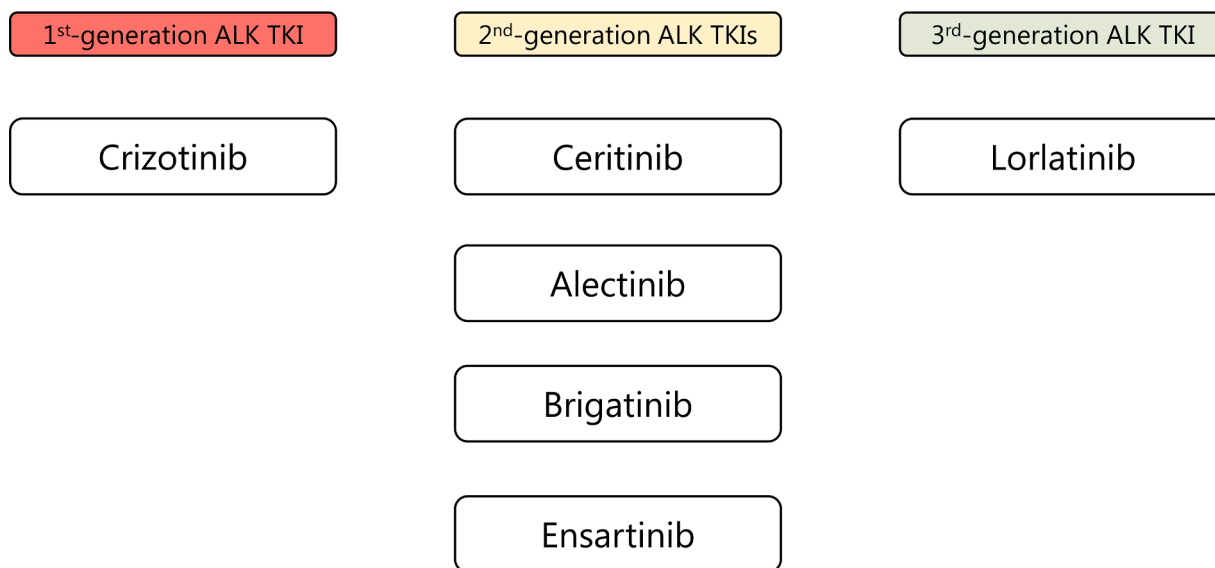 1st-generation ALK TKI
2nd-generation ALK TKIs
3rd-generation ALK TKI
Crizotinib
Ceritinib
Lorlatinib
Alectinib
Brigatinib
Ensartinib